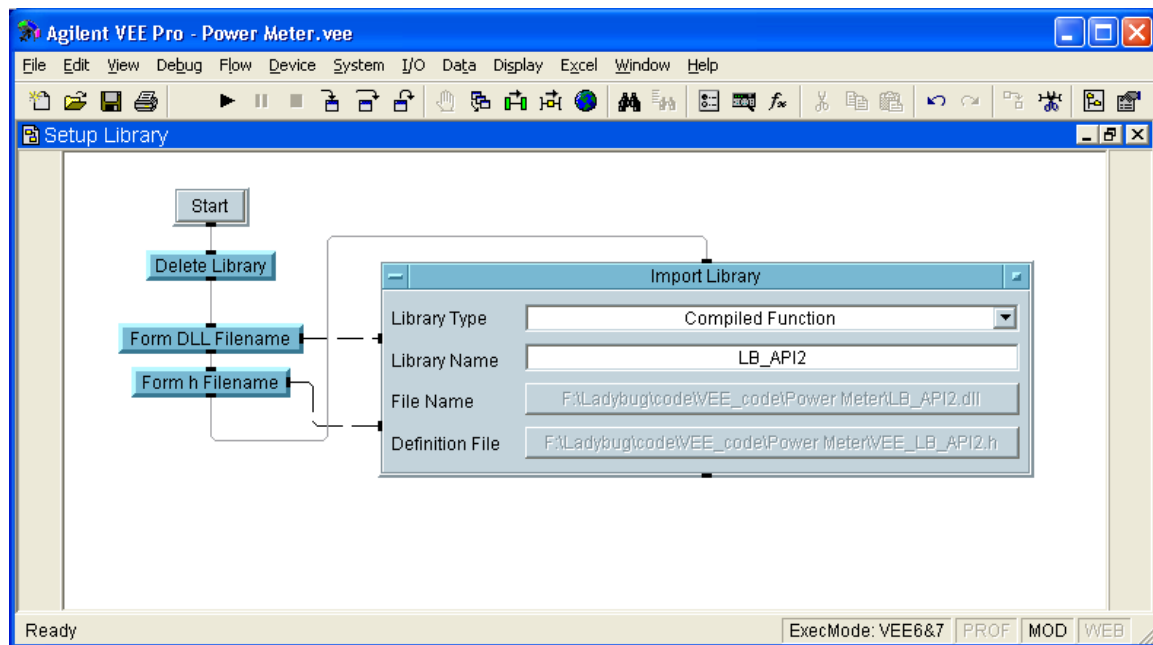 Agilent VEE Pro - Power Meter.vee
File Edit View Debug Flow Device System I/O Data Display Excel Window Help
Setup Library
Start
Delete Library
Form DLL Filename
Form h Filename
Import Library
Library Type Compiled Function
Library Name LB_API2
File Name F:\Ladybug\code\VEE_code\Power Meter\LB_API2.dll
Definition File F:\Ladybug\code\VEE_code\Power Meter\VEE_LB_API2.h
Ready ExecMode: VEE6&7 PROF MOD WEB